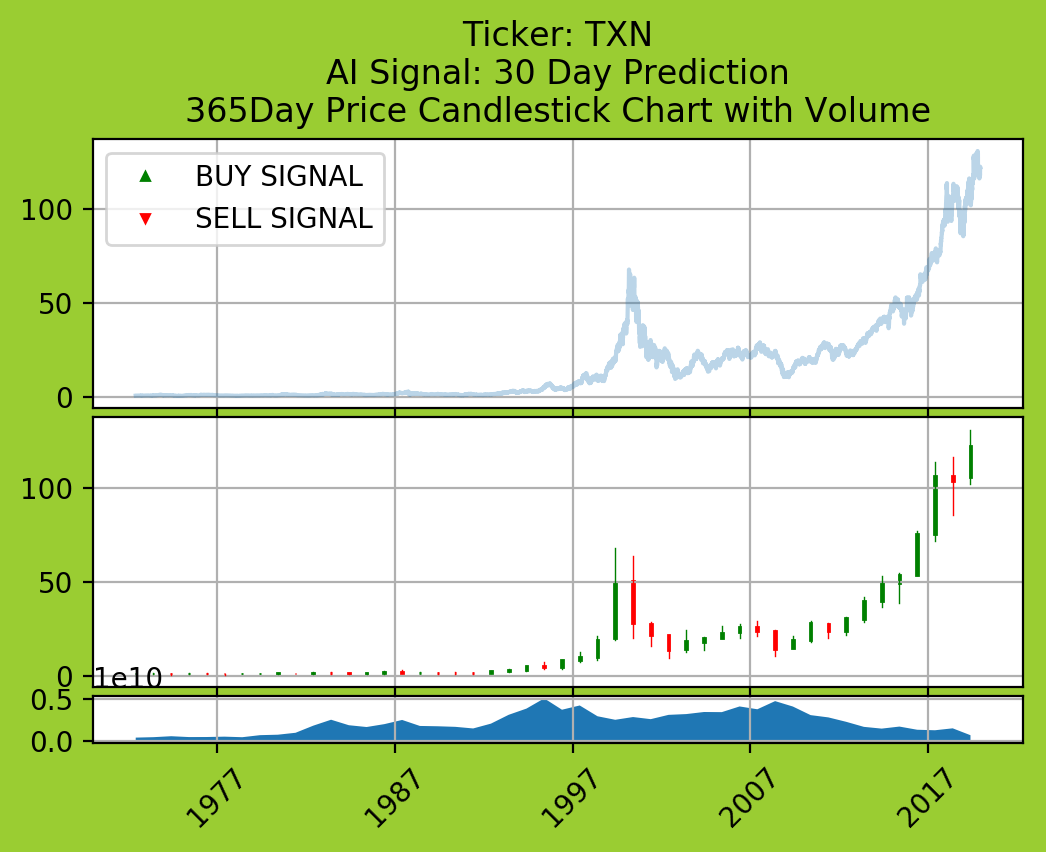 Ticker: TXN
AI Signal: 30 Day Prediction
365Day Price Candlestick Chart with Volume
BUY SIGNAL
SELL SIGNAL
100
50
0
100
50
0
1e10
0.5
0.0
1977
1987
1997
2007
2017